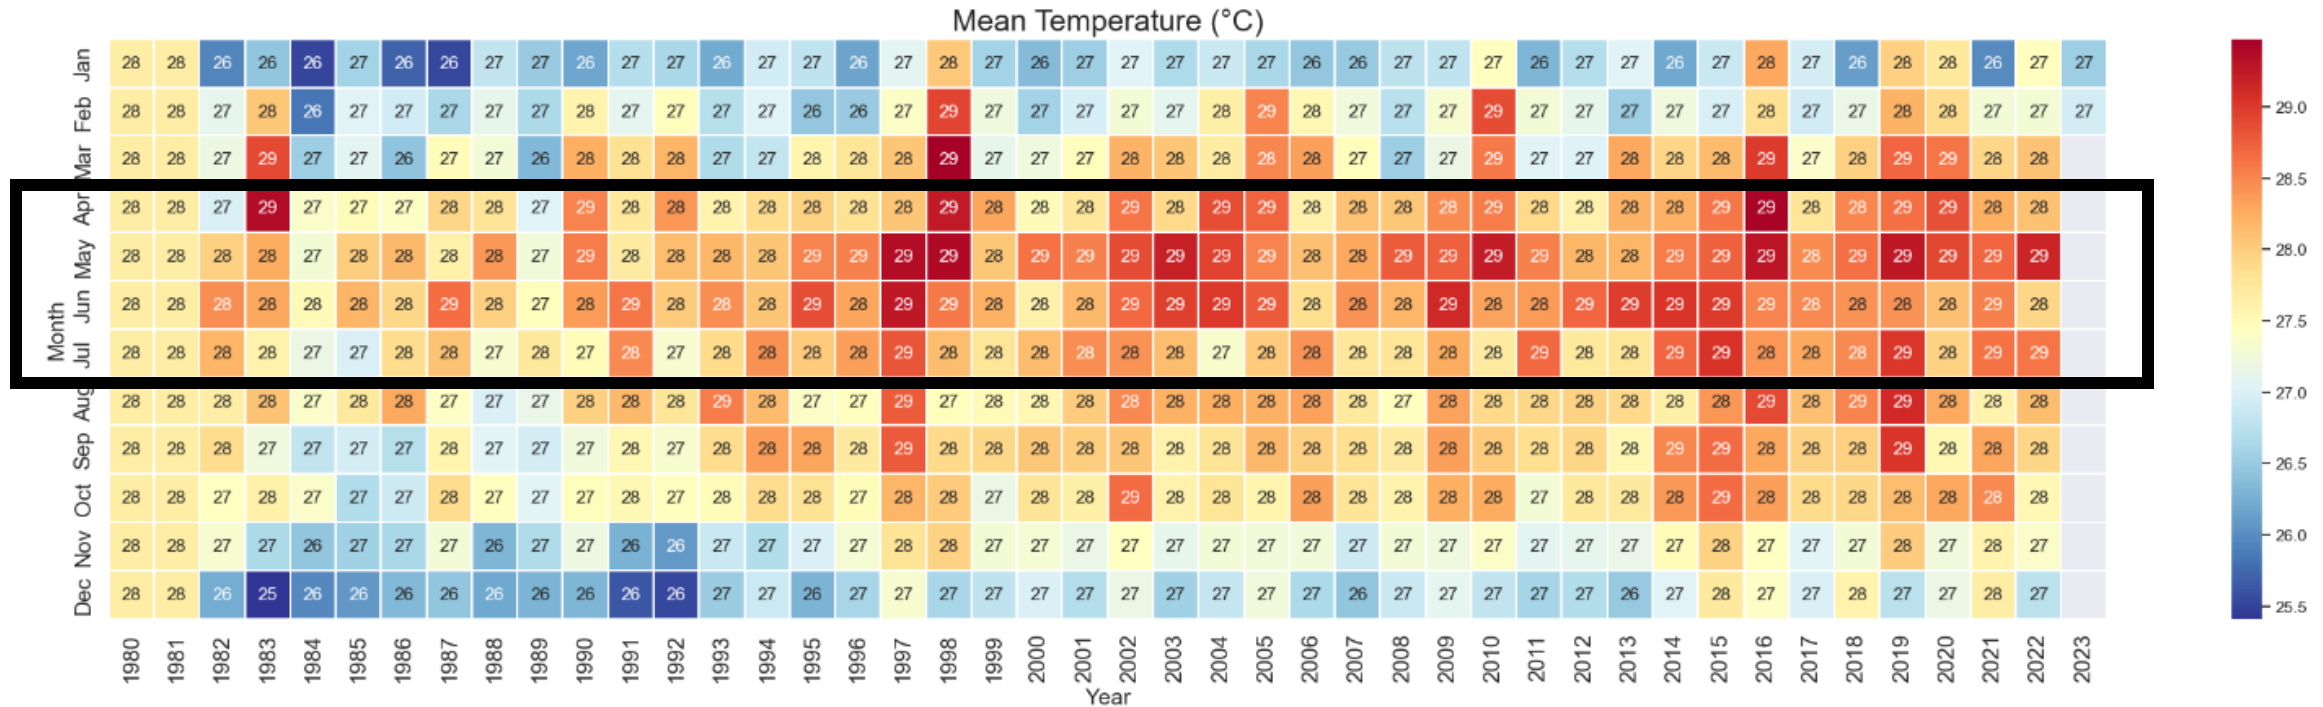 Mean Temperature (°C)
Jan 28 28 26 26 26 27 26 26 27 27 26 27 27 26 27 27 26 27 28 27 26 27 27 27 27 27 26 26 27 27 27 26 27 27 26 27 28 27 26 28 28 26 27 27
Feb 28 28 27 28 26 27 27 27 27 27 28 27 27 27 27 26 26 27 29 27 27 27 27 27 28 29 28 27 27 27 29 27 27 27 27 27 28 27 27 28 28 27 27 27
Mar 28 28 27 29 27 27 26 27 27 26 28 28 28 27 27 28 28 28 29 27 27 27 28 28 28 28 28 27 27 27 29 27 27 28 28 28 29 27 28 29 29 28 28
Apr 28 28 27 29 27 27 27 28 28 27 29 28 28 28 28 28 28 28 29 28 28 28 29 28 29 29 28 28 28 28 29 28 28 28 28 29 29 28 28 29 29 28 28
May 28 28 28 28 27 28 28 28 28 27 29 28 28 28 28 29 29 29 29 28 29 29 29 29 29 29 28 28 29 29 29 29 28 28 29 29 29 28 29 29 29 29 29
Jun 28 28 28 28 28 28 28 29 28 27 28 29 28 28 28 29 28 29 29 28 28 28 29 29 29 29 28 28 28 29 28 28 29 29 29 29 29 28 28 28 28 29 28
Jul 28 28 28 28 27 27 28 28 27 28 27 28 27 28 28 28 28 29 28 28 28 28 28 28 27 28 28 28 28 28 28 29 28 28 29 29 28 28 28 29 28 29 29
Aug 28 28 28 28 27 28 28 27 27 27 28 28 28 29 28 27 27 29 27 28 28 28 28 28 28 28 28 28 27 28 28 28 28 28 28 28 29 28 29 29 28 28 28
Sep 28 28 28 27 27 27 27 28 27 27 27 28 27 28 28 28 28 29 28 28 28 28 28 28 28 28 28 28 28 28 28 28 28 28 29 29 28 28 28 29 28 28 28
Oct 28 28 27 28 27 27 27 28 27 27 27 28 27 28 28 28 27 28 28 27 28 28 29 28 28 28 28 28 28 28 28 27 28 28 28 29 28 28 28 28 28 28 28
Nov 28 28 27 27 26 27 27 27 26 27 27 26 26 27 27 27 27 28 28 27 27 27 27 27 27 27 27 27 27 27 27 27 27 27 27 28 27 27 27 28 27 28 27
Dec 28 28 26 25 26 26 26 26 26 26 26 26 26 27 27 26 27 27 27 27 27 27 27 27 27 27 27 26 27 27 27 27 27 26 27 28 27 27 28 27 27 28 27
Month
1980 1981 1982 1983 1984 1985 1986 1987 1988 1989 1990 1991 1992 1993 1994 1995 1996 1997 1998 1999 2000 2001 2002 2003 2004 2005 2006 2007 2008 2009 2010 2011 2012 2013 2014 2015 2016 2017 2018 2019 2020 2021 2022 2023
Year
29.0
28.5
28.0
27.5
27.0
26.5
26.0
25.5